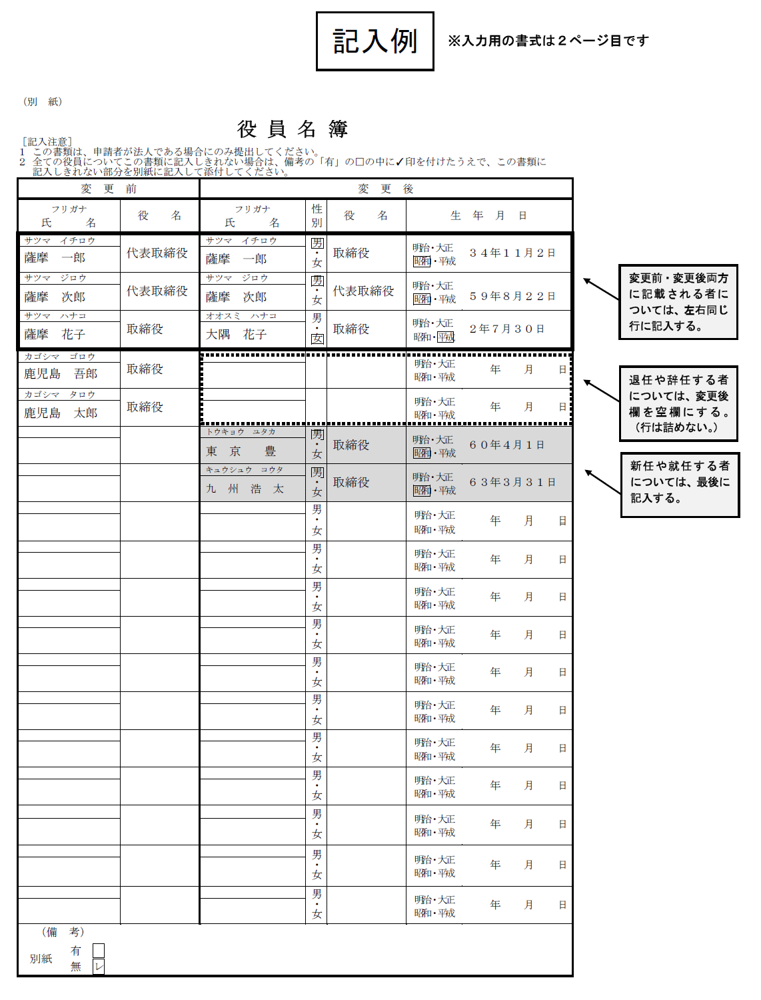 記入例
※入力用の書式は２ページ目です
（別　紙）
役 員 名 簿
［記入注意］
１ この書類は、申請者が法人である場合にのみ提出してください。
２ 全ての役員についてこの書類に記入しきれない場合は、備考の「有」の□の中に✓印を付けたうえで、この書類に
記入しきれない部分を別紙に記入して添付してください。
変　更　前　　変　更　後
フリガナ 氏　名　　役　名　　フリガナ 氏　名　　性別　　役　名　　生　年　月　日
サツマ　イチロウ　　サツマ　イチロウ
薩摩　一郎　　代表取締役　　薩摩　一郎　　男・女　　取締役　　明治・大正 昭和・平成　　３４年１１月２日
サツマ　ジロウ　　サツマ　ジロウ
薩摩　次郎　　代表取締役　　薩摩　次郎　　男・女　　代表取締役　　明治・大正 昭和・平成　　５９年８月２２日
サツマ　ハナコ　　オオスミ　ハナコ
薩摩　花子　　取締役　　大隅　花子　　男・女　　取締役　　明治・大正 昭和・平成　　２年７月３０日
カゴシマ　ゴロウ
鹿児島　吾郎　　取締役　　明治・大正 昭和・平成　　年　月　日
カゴシマ　タロウ
鹿児島　太郎　　取締役　　明治・大正 昭和・平成　　年　月　日
トウキョウ　ユタカ
東　京　　豊　　男・女　　取締役　　明治・大正 昭和・平成　　６０年４月１日
キュウシュウ　コウタ
九　州　浩　太　　男・女　　取締役　　明治・大正 昭和・平成　　６３年３月３１日
男・女　　明治・大正 昭和・平成　　年　月　日
男・女　　明治・大正 昭和・平成　　年　月　日
男・女　　明治・大正 昭和・平成　　年　月　日
男・女　　明治・大正 昭和・平成　　年　月　日
男・女　　明治・大正 昭和・平成　　年　月　日
男・女　　明治・大正 昭和・平成　　年　月　日
男・女　　明治・大正 昭和・平成　　年　月　日
男・女　　明治・大正 昭和・平成　　年　月　日
男・女　　明治・大正 昭和・平成　　年　月　日
男・女　　明治・大正 昭和・平成　　年　月　日
男・女　　明治・大正 昭和・平成　　年　月　日
（備　考）
別紙　有　□
無　レ
変更前・変更後両方
に記載される者に
ついては、左右同じ
行に記入する。
退任や辞任する者
については、変更後
欄を空欄にする。
（行は詰めない。）
新任や就任する者
については、最後に
記入する。